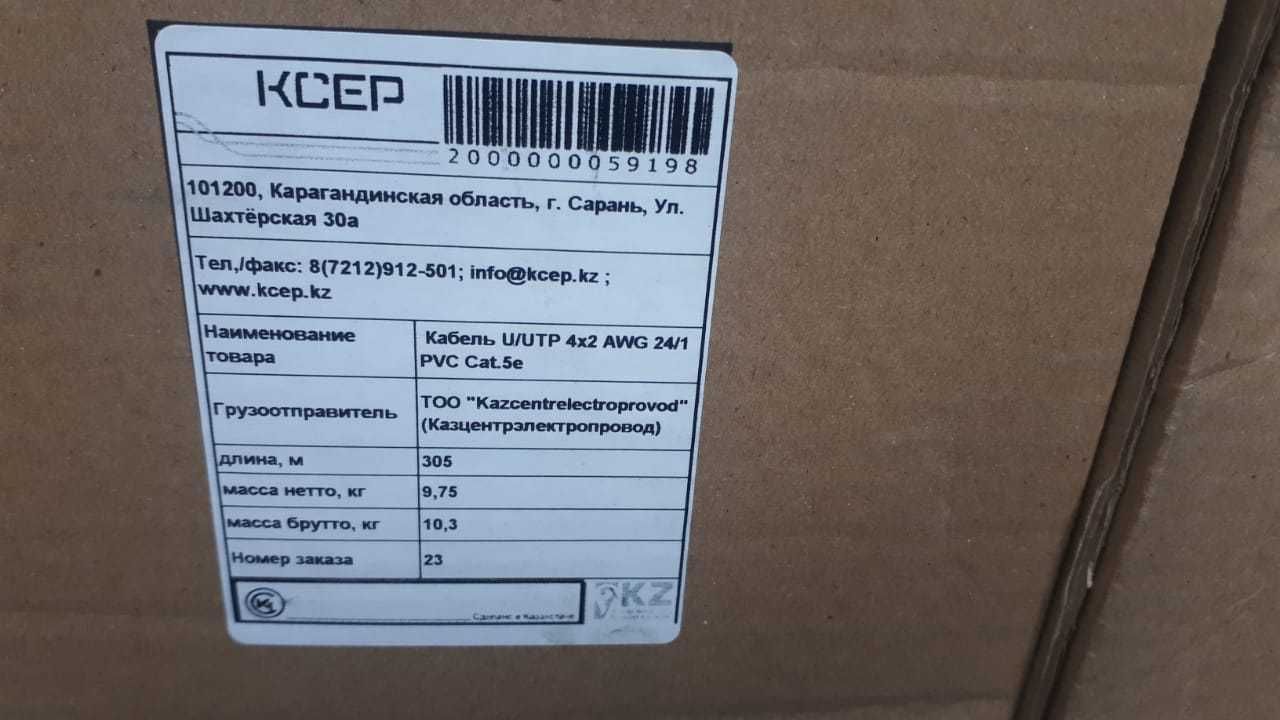 KCEP
2000000059198
101200, Карагандинская область, г. Сарань, Ул.
Шахтёрская 30а
Тел,/факс: 8(7212)912-501; info@kcep.kz ;
www.kcep.kz
Наименование
товара
Кабель U/UTP 4x2 AWG 24/1
PVC Cat.5e
Грузоотправитель
ТОО "Kazcentrelectroprovod"
(Казцентрэлектропровод)
длина, м
305
масса нетто, кг
9,75
масса брутто, кг
10,3
Номер заказа
23
Сделано в Казахстане
KZ